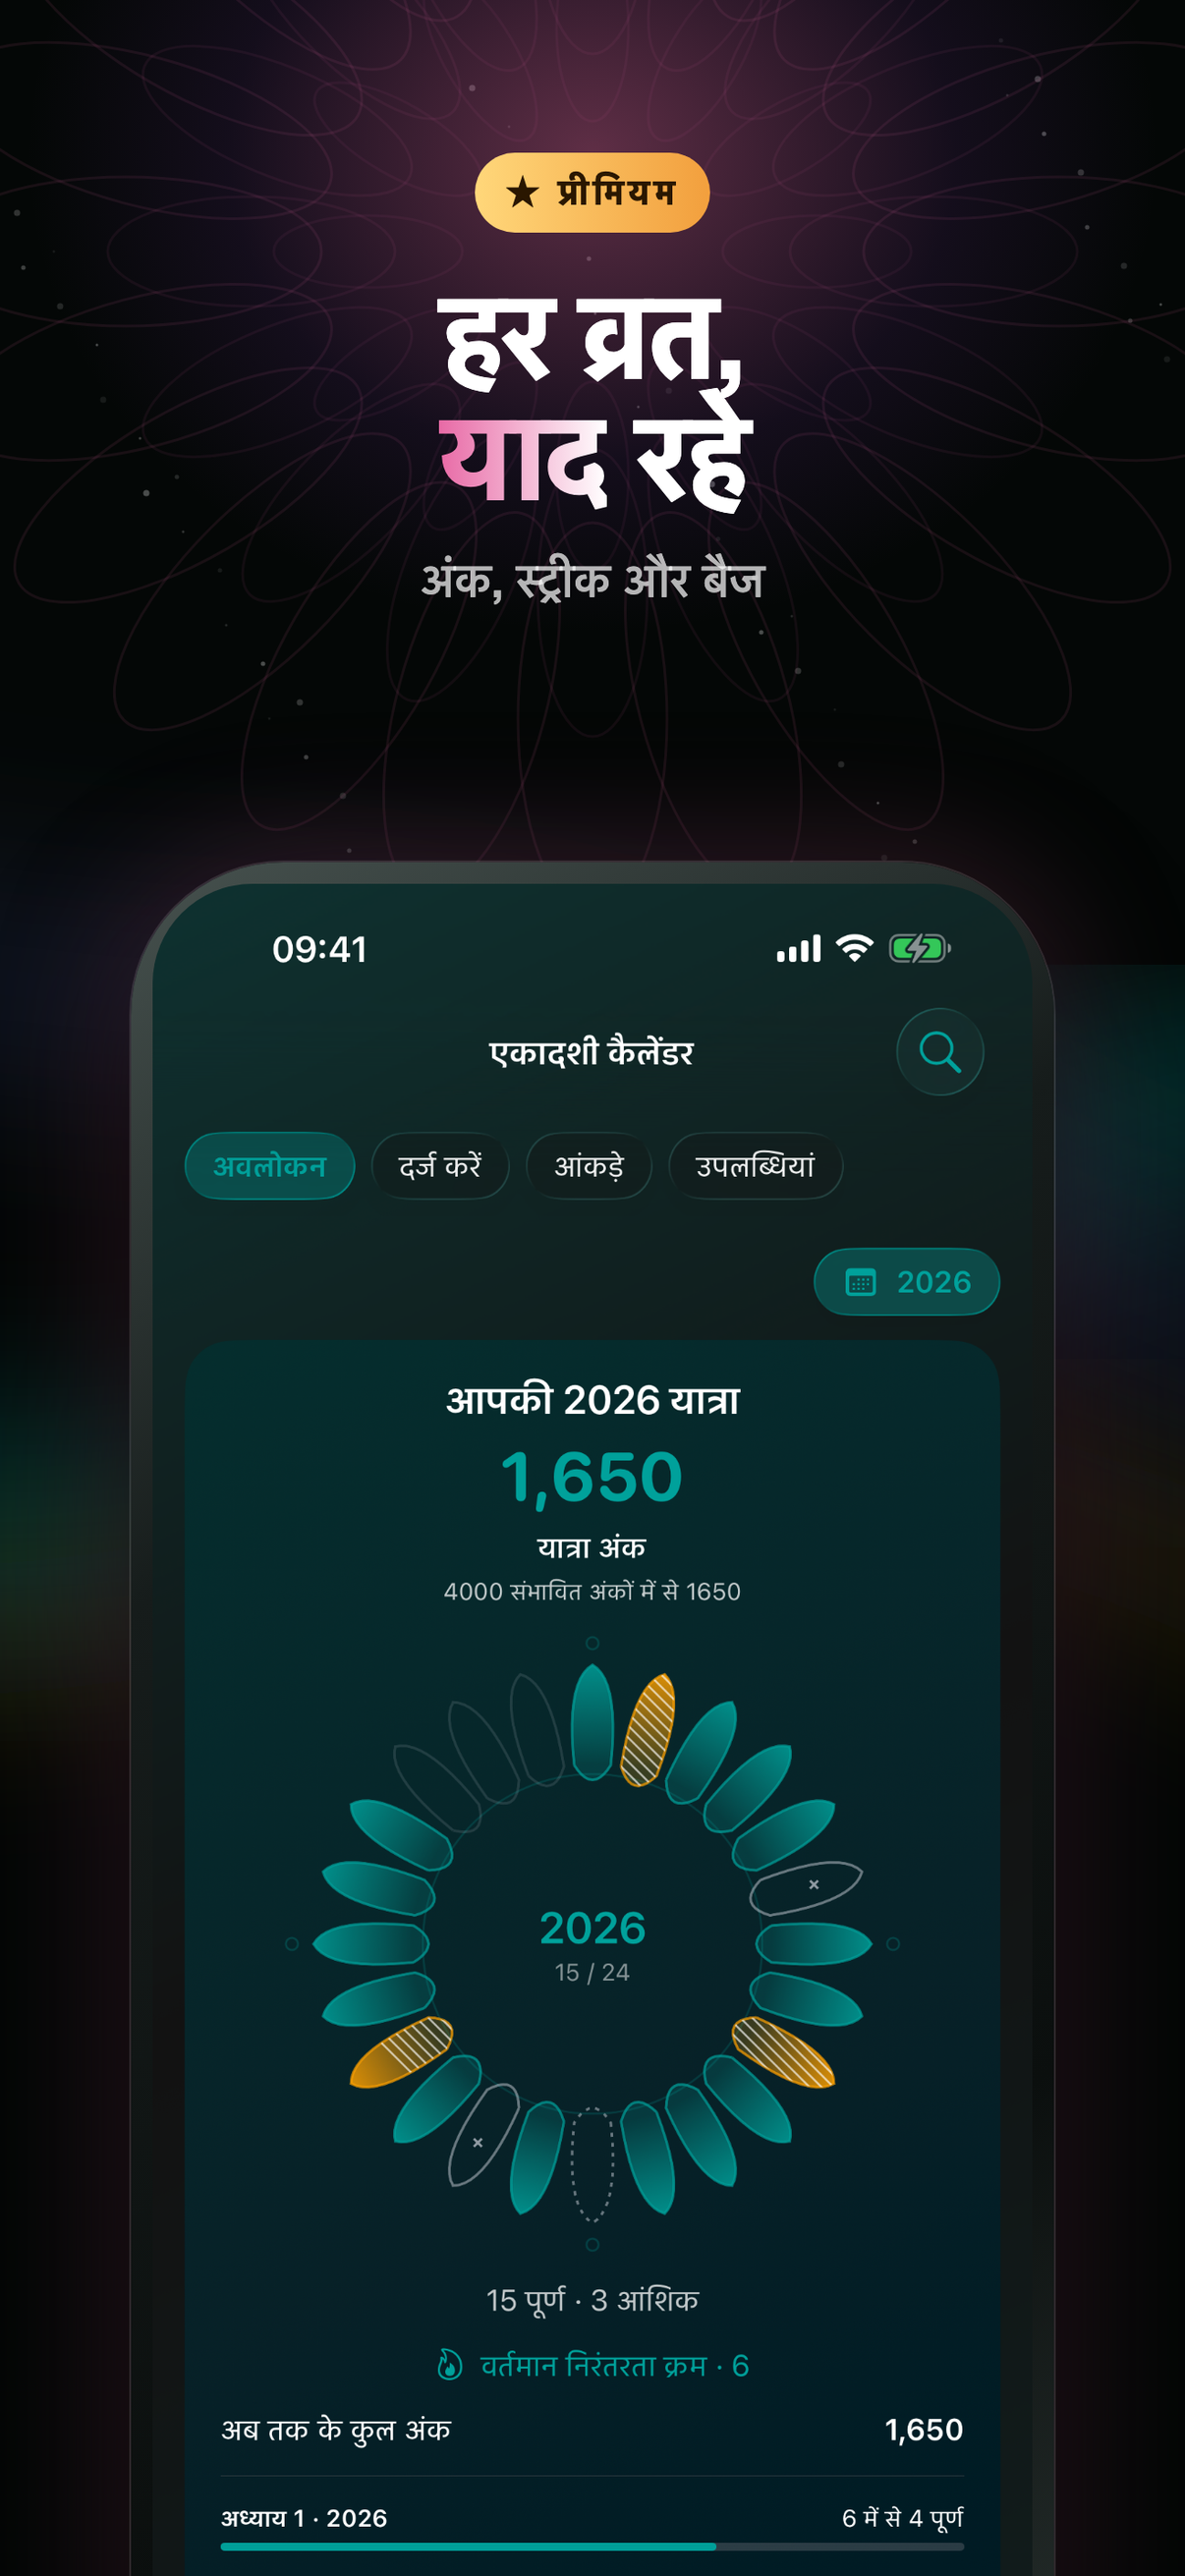 ★ प्रीमियम
हर व्रत,
याद रहे
अंक, स्ट्रीक और बैज
09:41
एकादशी कैलेंडर
अवलोकन दर्ज करें आंकड़े उपलब्धियां
2026
आपकी 2026 यात्रा
1,650
यात्रा अंक
4000 संभावित अंकों में से 1650
2026
15 / 24
15 पूर्ण · 3 आंशिक
वर्तमान निरंतरता क्रम · 6
अब तक के कुल अंक 1,650
अध्याय 1 · 2026 6 में से 4 पूर्ण